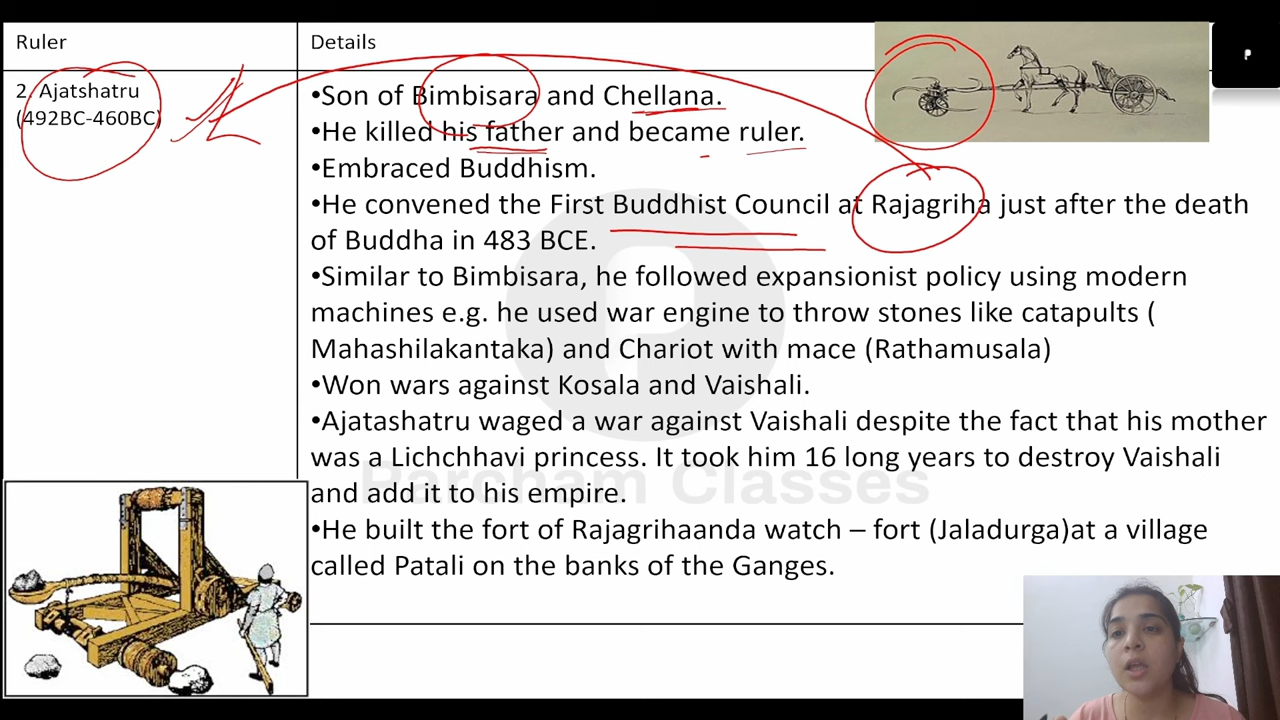 Ruler
Details
2. Ajatshatru
(492BC-460BC)
•Son of Bimbisara and Chellana.
•He killed his father and became ruler.
•Embraced Buddhism.
•He convened the First Buddhist Council at Rajagriha just after the death
of Buddha in 483 BCE.
•Similar to Bimbisara, he followed expansionist policy using modern
machines e.g. he used war engine to throw stones like catapults (
Mahashilakantaka) and Chariot with mace (Rathamusala)
•Won wars against Kosala and Vaishali.
•Ajatashatru waged a war against Vaishali despite the fact that his mother
was a Lichchhavi princess. It took him 16 long years to destroy Vaishali
and add it to his empire.
•He built the fort of Rajagrihaanda watch – fort (Jaladurga)at a village
called Patali on the banks of the Ganges.
Parcham Classes
P